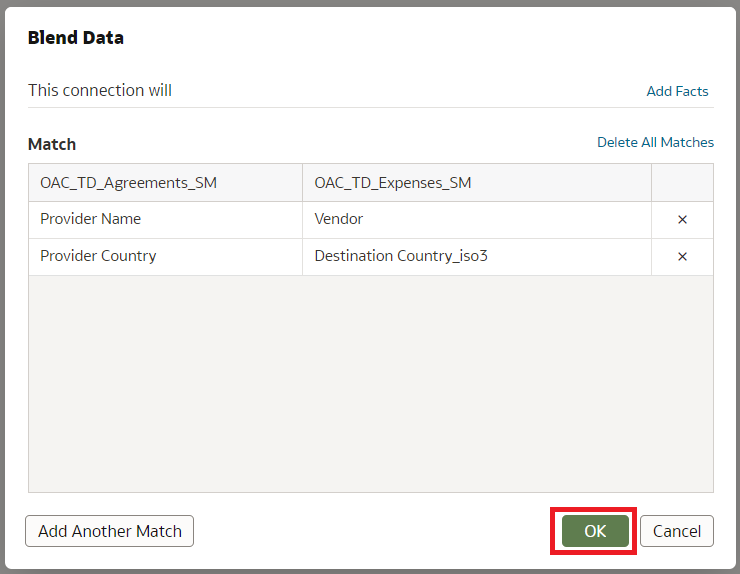 Blend Data
This connection will Add Facts
Match Delete All Matches
OAC_TD_Agreements_SM OAC_TD_Expenses_SM
Provider Name Vendor ×
Provider Country Destination Country_iso3 ×
Add Another Match OK Cancel